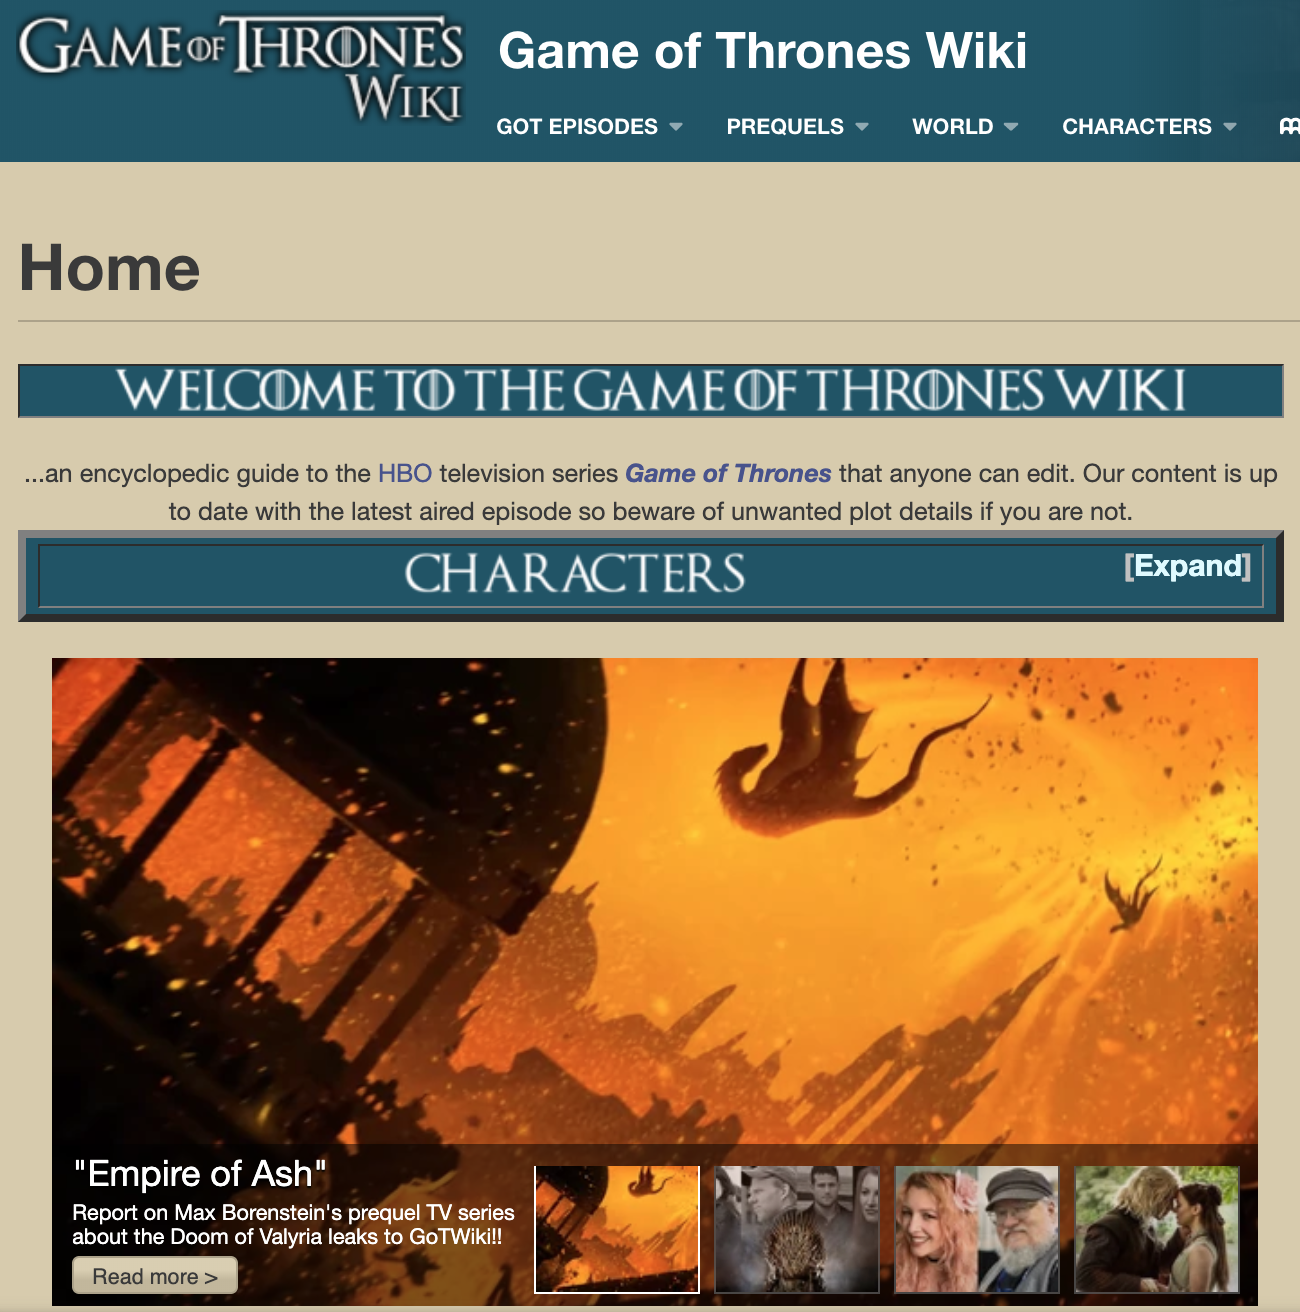 GAME OF THRONES
WIKI
Game of Thrones Wiki
GOT EPISODES PREQUELS WORLD CHARACTERS
Home
WELCOME TO THE GAME OF THRONES WIKI
...an encyclopedic guide to the HBO television series Game of Thrones that anyone can edit. Our content is up
to date with the latest aired episode so beware of unwanted plot details if you are not.
CHARACTERS [Expand]
"Empire of Ash"
Report on Max Borenstein's prequel TV series
about the Doom of Valyria leaks to GoTWiki!!
Read more >